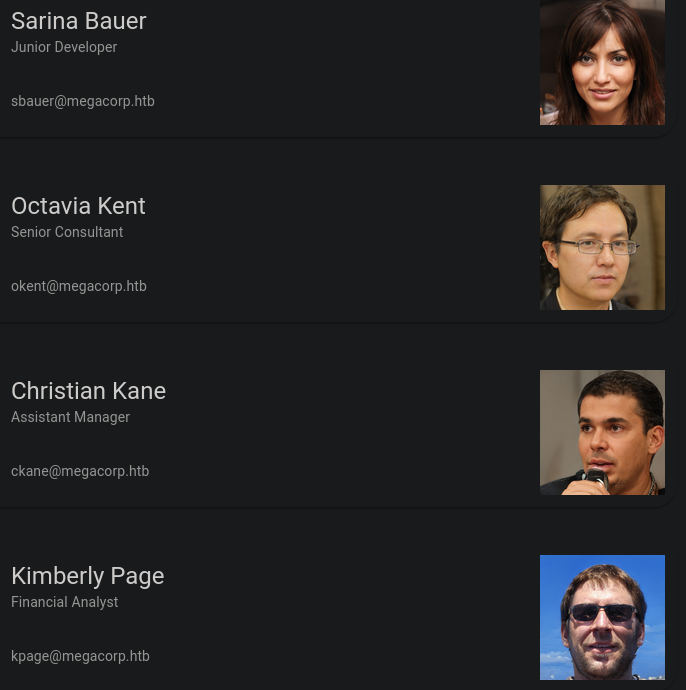 Sarina Bauer
Junior Developer
sbauer@megacorp.htb
Octavia Kent
Senior Consultant
okent@megacorp.htb
Christian Kane
Assistant Manager
ckane@megacorp.htb
Kimberly Page
Financial Analyst
kpage@megacorp.htb